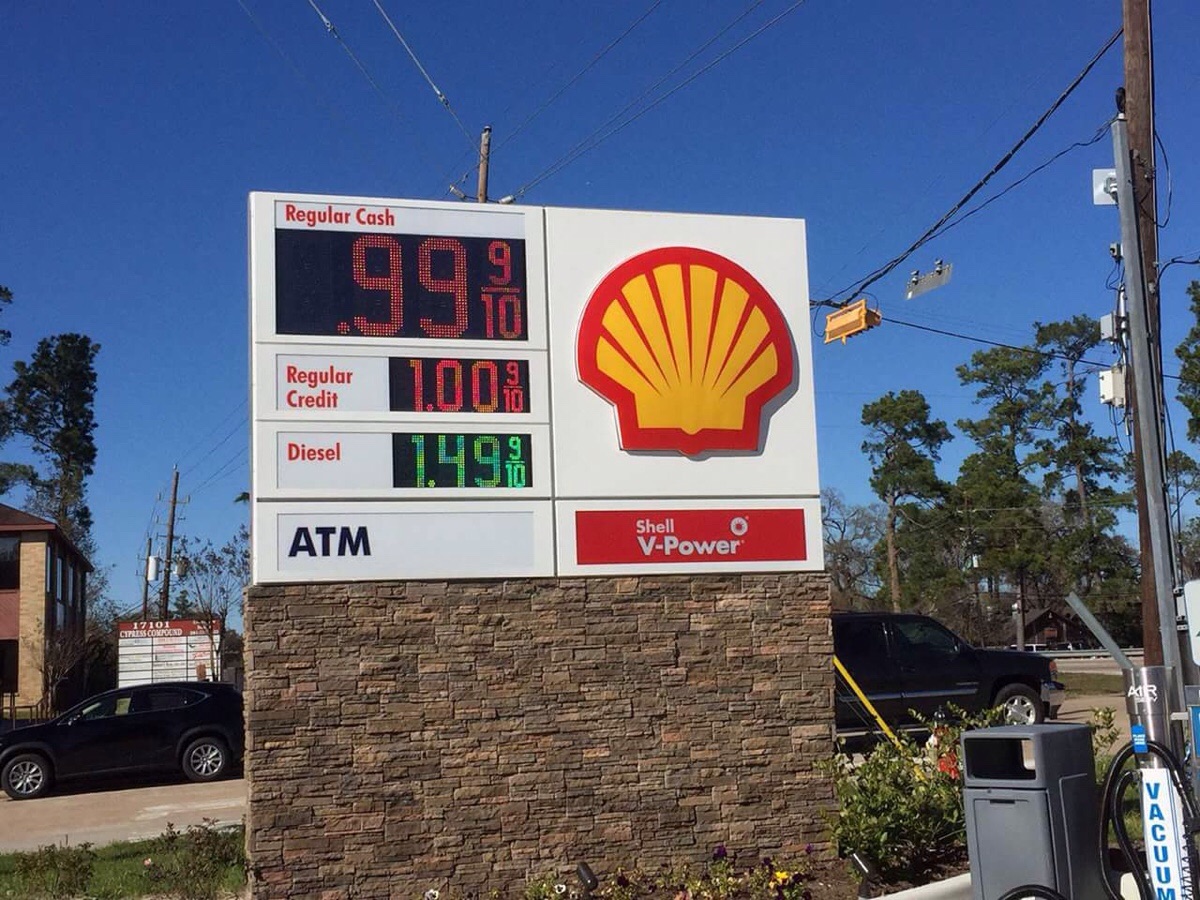 Regular Cash
.99 9/10
Regular
Credit
1.00 9/10
Diesel
1.49 9/10
ATM
Shell
V-Power
17101
CYPRESS COMPOUND
AIR
VACUUM